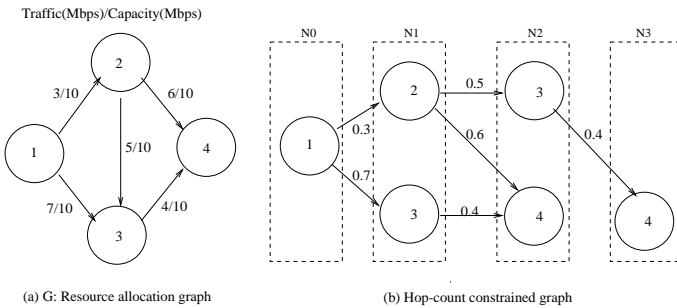 Traffic(Mbps)/Capacity(Mbps)
N0 N1 N2 N3
2
3/10 6/10
1 5/10 4
7/10 4/10
3
0.5
2 3
0.3 0.6 0.4
1
0.7
3 0.4 4 4
(a) G: Resource allocation graph
(b) Hop-count constrained graph